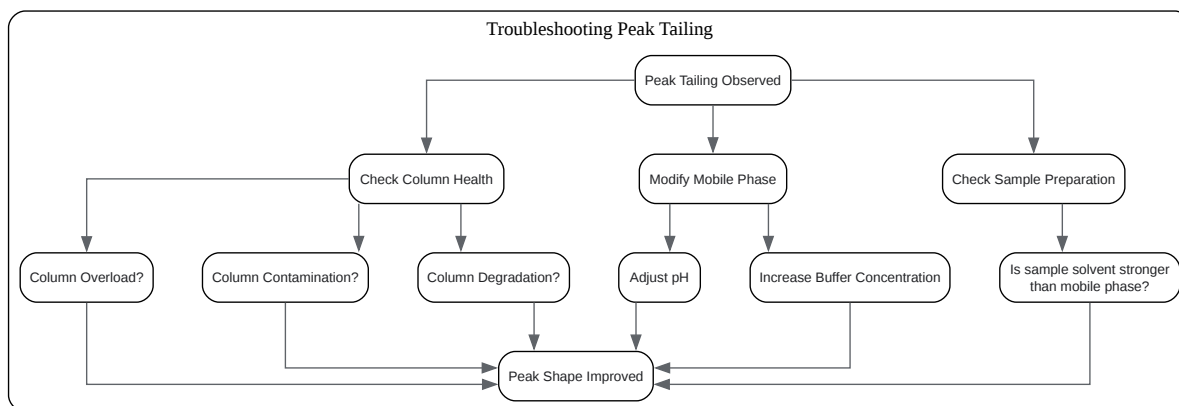 Troubleshooting Peak Tailing
Peak Tailing Observed
Check Column Health
Modify Mobile Phase
Check Sample Preparation
Column Overload?
Column Contamination?
Column Degradation?
Adjust pH
Increase Buffer Concentration
Is sample solvent stronger
than mobile phase?
Peak Shape Improved